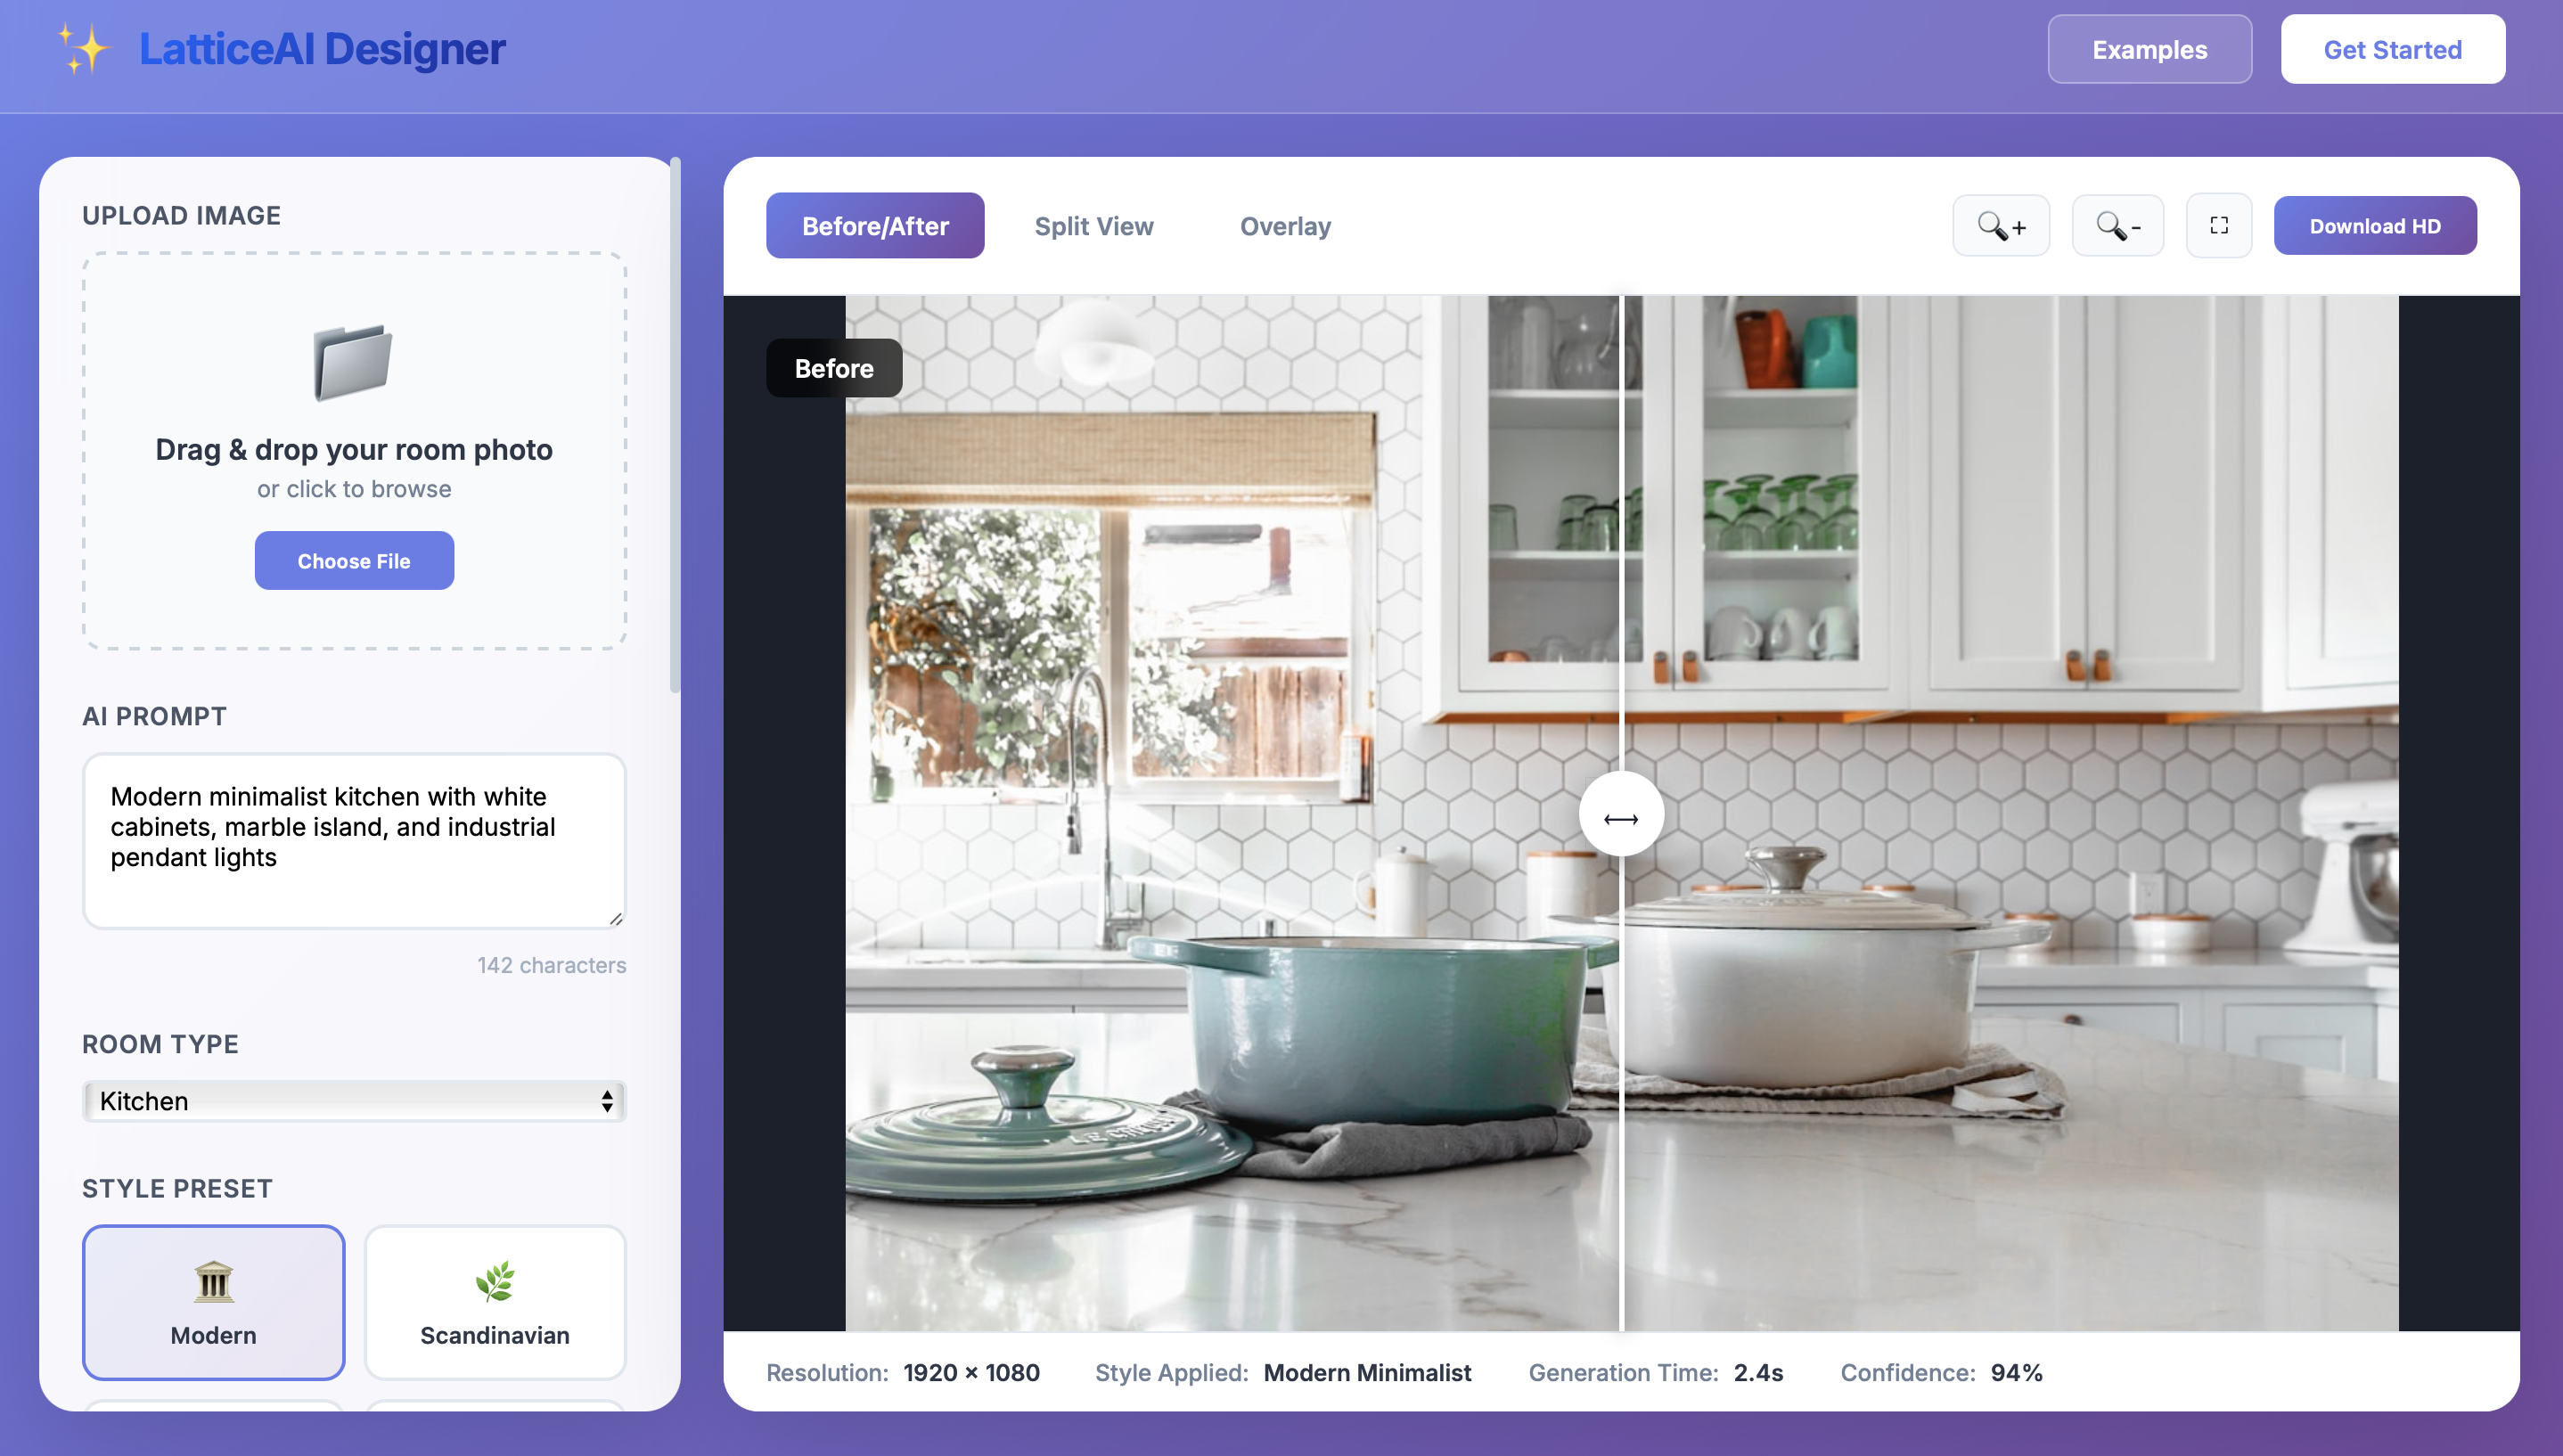 LatticeAI Designer
Examples
Get Started
UPLOAD IMAGE
Drag & drop your room photo
or click to browse
Choose File
AI PROMPT
Modern minimalist kitchen with white
cabinets, marble island, and industrial
pendant lights
142 characters
ROOM TYPE
Kitchen
STYLE PRESET
Modern
Scandinavian
Before/After
Split View
Overlay
+
-
Download HD
Before
LE CREUSET
Resolution: 1920 × 1080
Style Applied: Modern Minimalist
Generation Time: 2.4s
Confidence: 94%